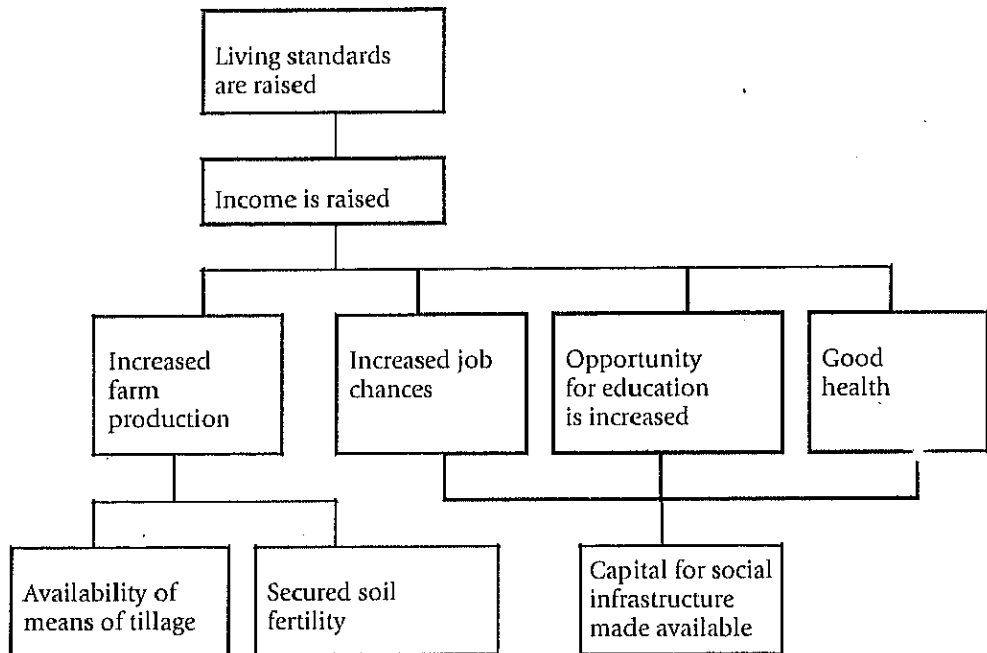 Living standards
are raised
Income is raised
Increased
farm
production
Increased job
chances
Opportunity
for education
is increased
Good
health
Availability of
means of tillage
Secured soil
fertility
Capital for social
infrastructure
made available